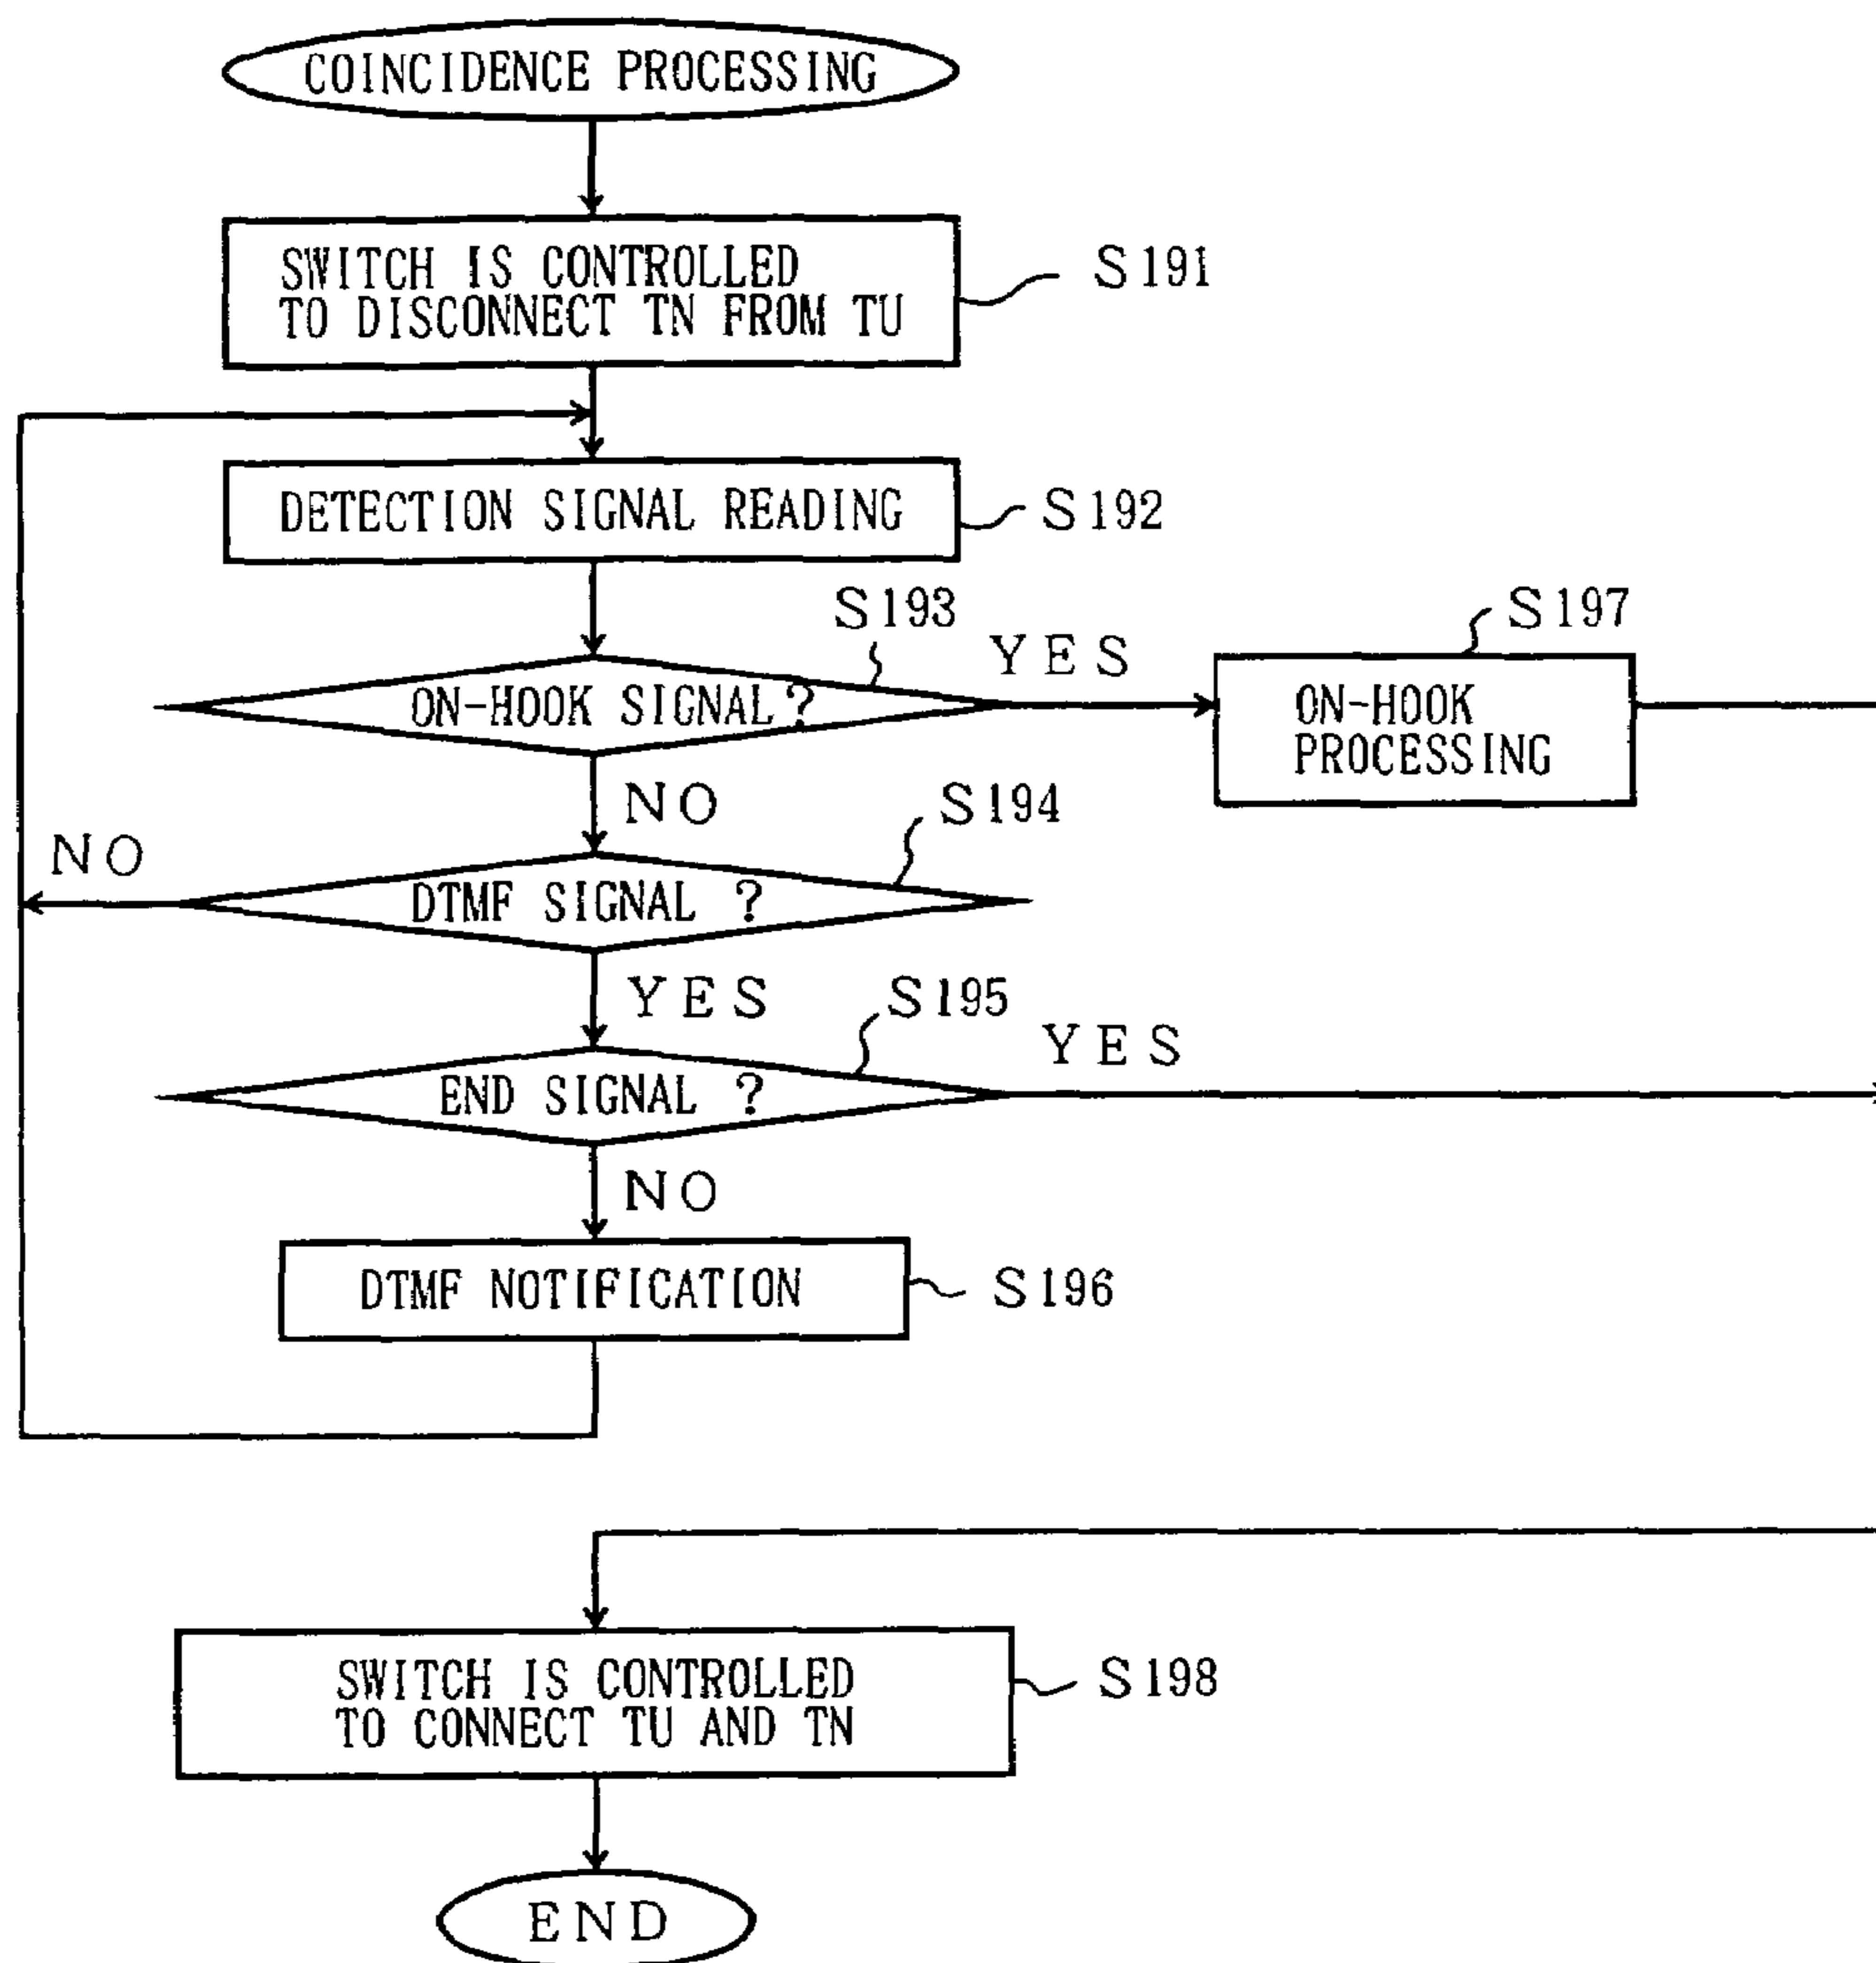 COINCIDENCE PROCESSING
SWITCH IS CONTROLLED
TO DISCONNECT TN FROM TU
S191
DETECTION SIGNAL READING
S192
S193
YES
ON-HOOK SIGNAL?
S197
ON-HOOK
PROCESSING
NO
S194
NO
DTMF SIGNAL ?
YES
S195
YES
END SIGNAL ?
NO
DTMF NOTIFICATION
S196
SWITCH IS CONTROLLED
TO CONNECT TU AND TN
S198
END